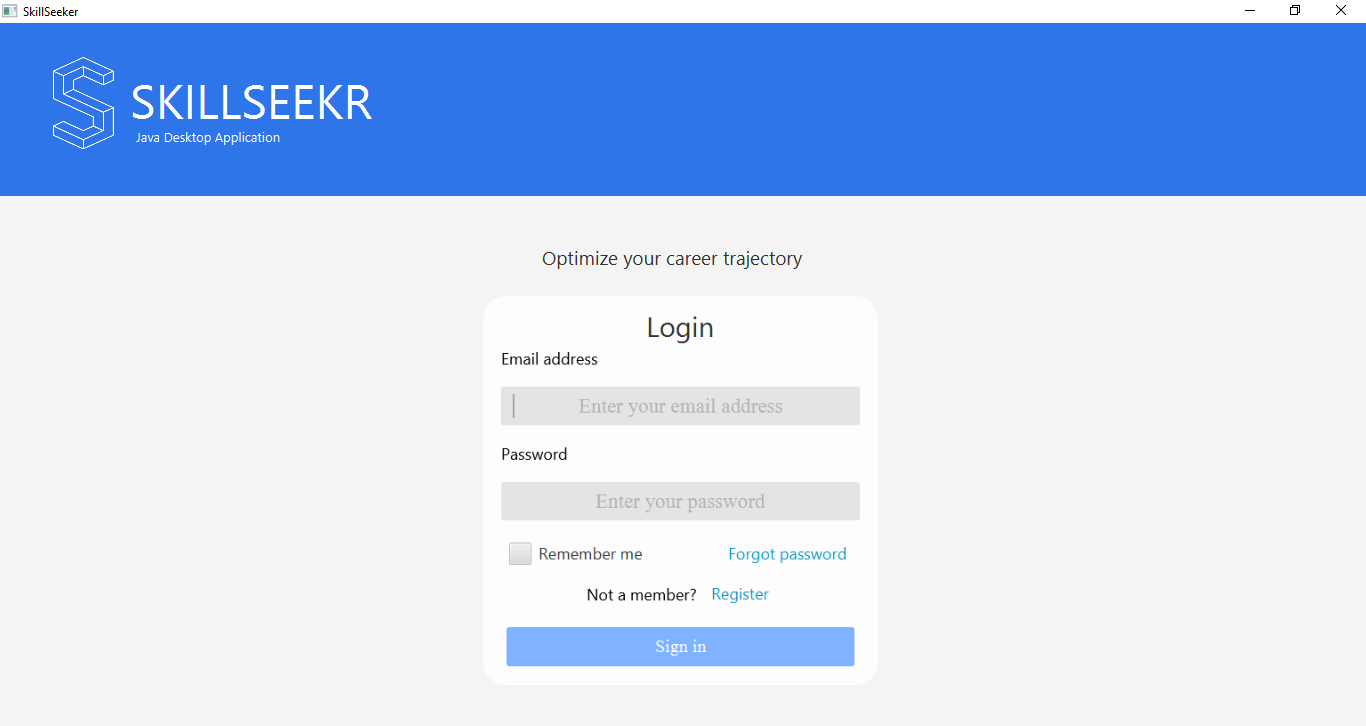 SkillSeeker
SKILLSEEKR
Java Desktop Application
Optimize your career trajectory
Login
Email address
Enter your email address
Password
Enter your password
Remember me Forgot password
Not a member? Register
Sign in